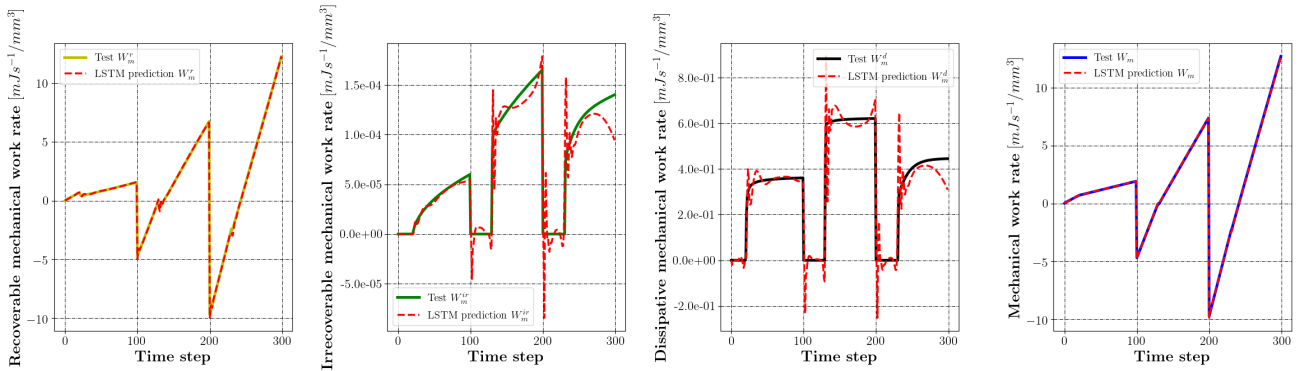 Recoverable mechanical work rate [mJs⁻¹/mm³]
10
5
0
−5
−10
Test W_m^r
LSTM prediction W_m^r
0
100
200
300
Time step
Irrecoverable mechanical work rate [mJs⁻¹/mm³]
1.5e-04
1.0e-04
5.0e-05
0.0e+00
-5.0e-05
Test W_m^{ir}
LSTM prediction W_m^{ir}
0
100
200
300
Time step
Dissipative mechanical work rate [mJs⁻¹/mm³]
8.0e-01
6.0e-01
4.0e-01
2.0e-01
0.0e+00
-2.0e-01
Test W_m^d
LSTM prediction W_m^d
0
100
200
300
Time step
Mechanical work rate [mJs⁻¹/mm³]
10
5
0
−5
−10
Test W_m
LSTM prediction W_m
0
100
200
300
Time step